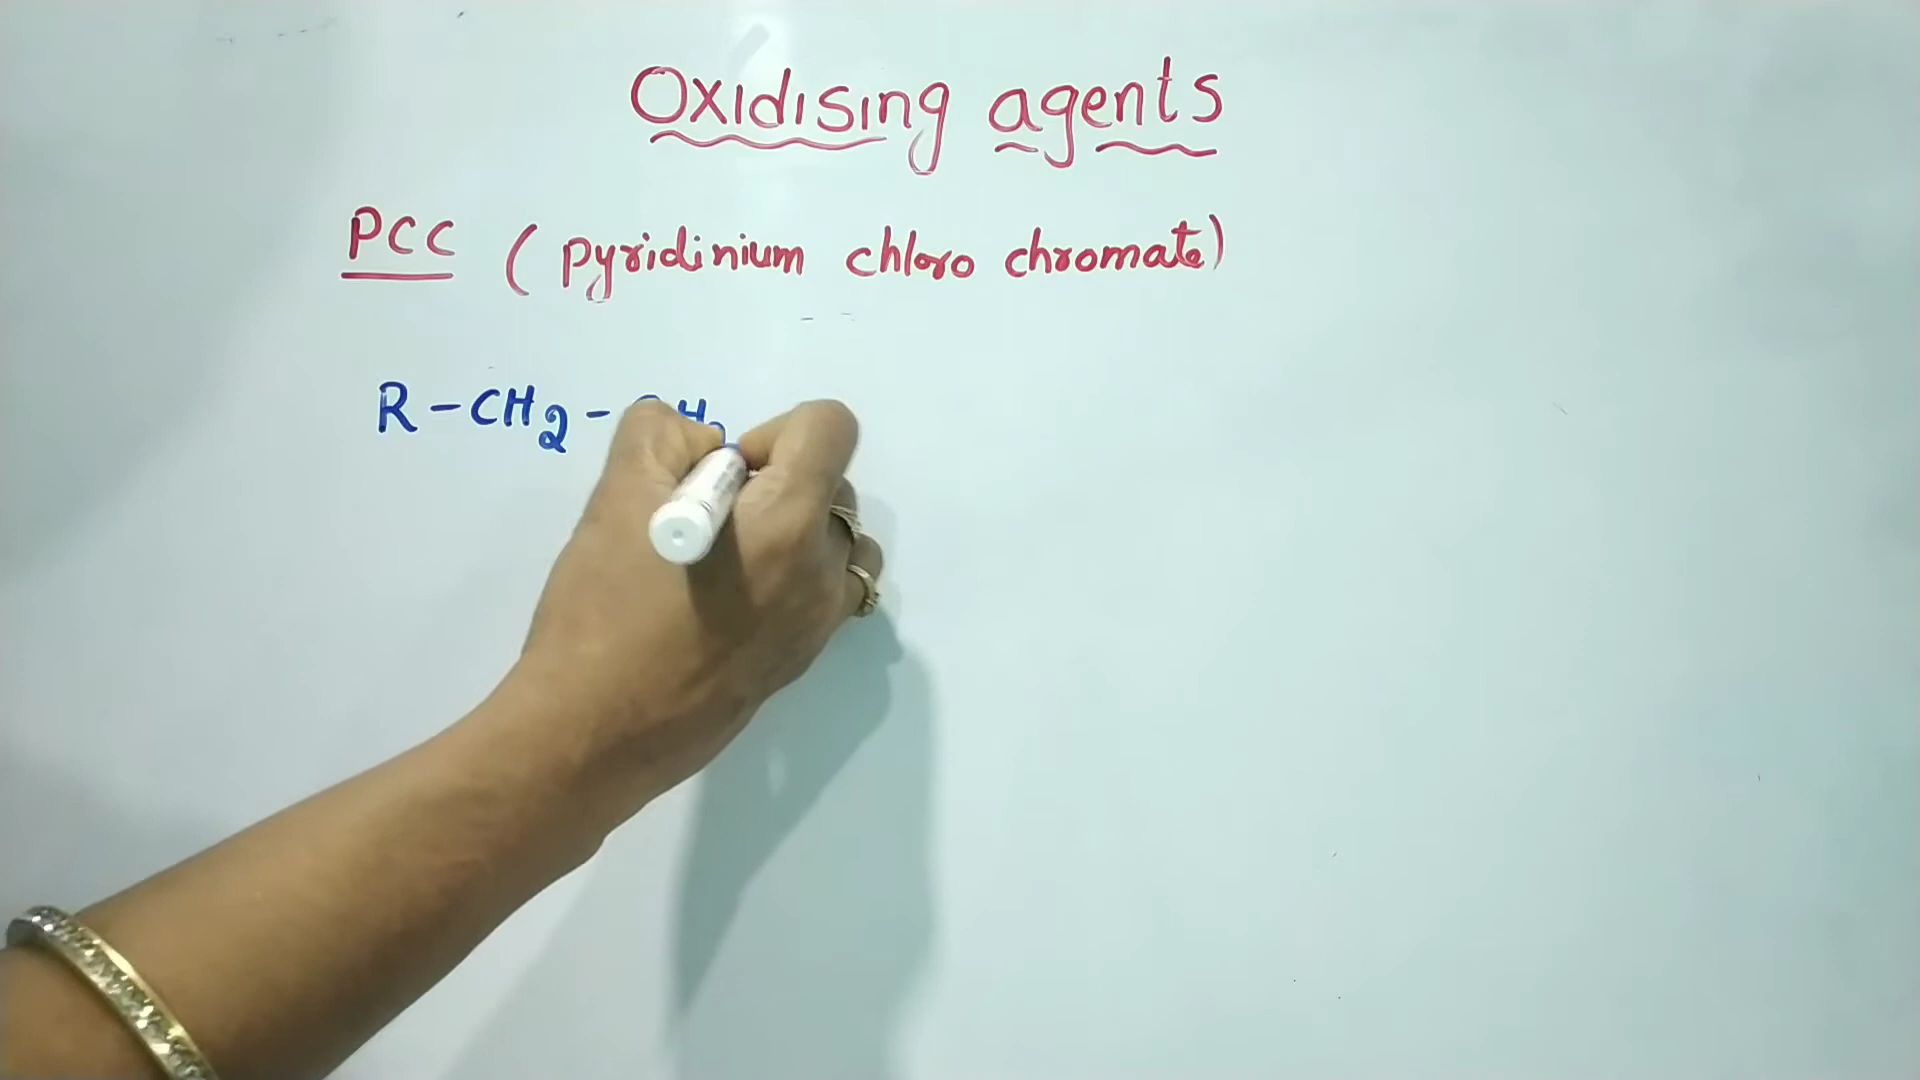 Oxidising agents
PCC (pyridinium chloro chromate)
R-CH2-